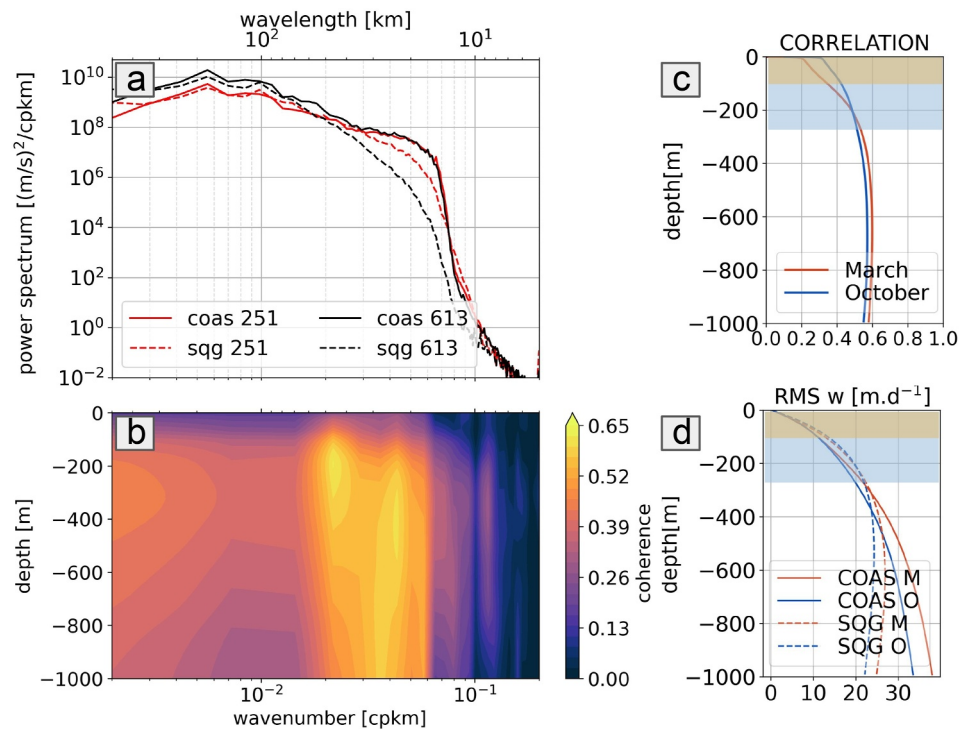 wavelength [km]
10²
10¹
a
power spectrum [(m/s)²/cpkm]
10¹⁰
10⁸
10⁶
10⁴
10²
10⁰
10⁻²
coas 251
sqg 251
coas 613
sqg 613
b
depth [m]
0
−200
−400
−600
−800
−1000
10⁻²
10⁻¹
wavenumber [cpkm]
0.65
0.52
0.39
0.26
0.13
0.00
coherence
CORRELATION
c
depth[m]
0
−200
−400
−600
−800
−1000
March
October
0.0 0.2 0.4 0.6 0.8 1.0
RMS w [m.d⁻¹]
d
depth[m]
0
−200
−400
−600
−800
−1000
COAS M
COAS O
SQG M
SQG O
0 10 20 30